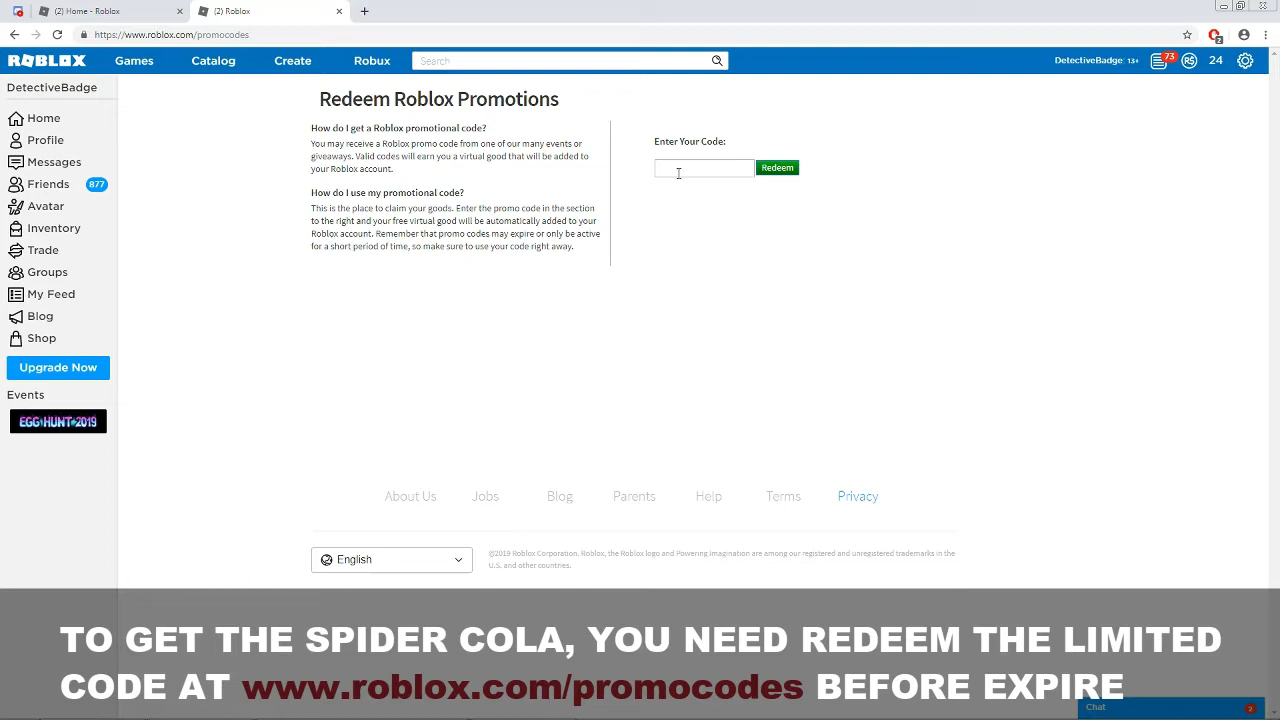 (2) Home - Roblox
(2) Roblox
https://www.roblox.com/promocodes
2
ROBLOX
Games
Catalog
Create
Robux
Search
DetectiveBadge 13+
73
R$
24
DetectiveBadge
Home
Profile
Messages
Friends
877
Avatar
Inventory
Trade
Groups
My Feed
Blog
Shop
Upgrade Now
Events
EGG HUNT 2019
Redeem Roblox Promotions
How do I get a Roblox promotional code?
You may receive a Roblox promo code from one of our many events or
giveaways. Valid codes will earn you a virtual good that will be added to
your Roblox account.
How do I use my promotional code?
This is the place to claim your goods. Enter the promo code in the section
to the right and your free virtual good will be automatically added to your
Roblox account. Remember that promo codes may expire or only be active
for a short period of time, so make sure to use your code right away.
Enter Your Code:
Redeem
About Us
Jobs
Blog
Parents
Help
Terms
Privacy
English
©2019 Roblox Corporation. Roblox, the Roblox logo and Powering Imagination are among our registered and unregistered trademarks in the
U.S. and other countries.
TO GET THE SPIDER COLA, YOU NEED REDEEM THE LIMITED
CODE AT www.roblox.com/promocodes BEFORE EXPIRE
Chat
2